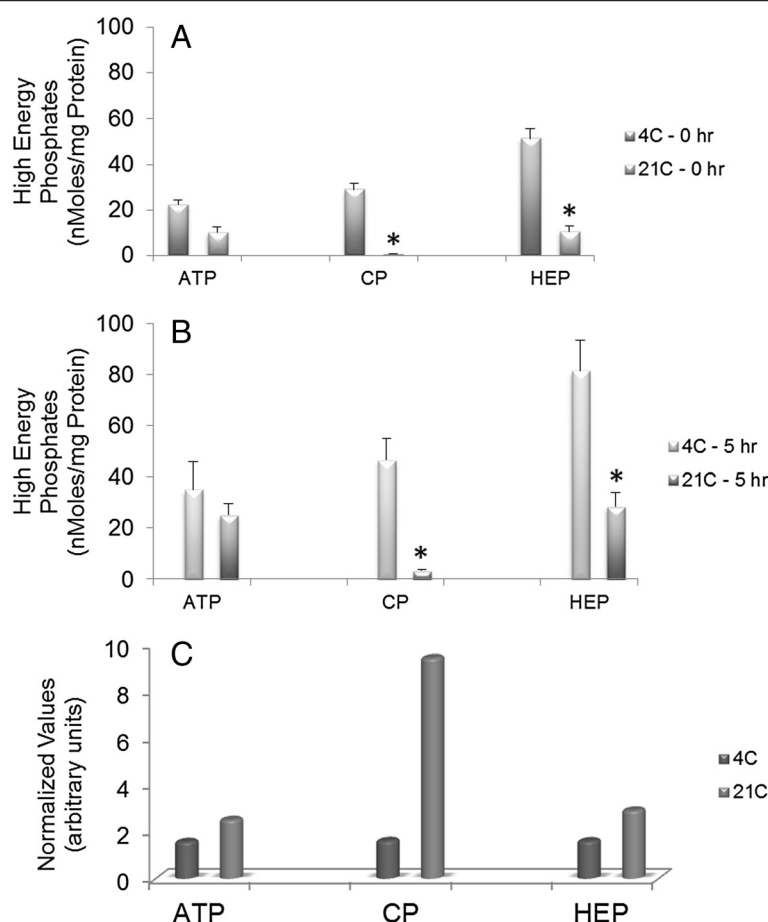 A
High Energy
Phosphates
(nMoles/mg Protein)
100
80
60
40
20
0
*
*
ATP CP HEP
4C - 0 hr
21C - 0 hr
B
High Energy
Phosphates
(nMoles/mg Protein)
100
80
60
40
20
0
*
*
ATP CP HEP
4C - 5 hr
21C - 5 hr
C
Normalized Values
(arbitrary units)
10
8
6
4
2
0
ATP CP HEP
4C
21C